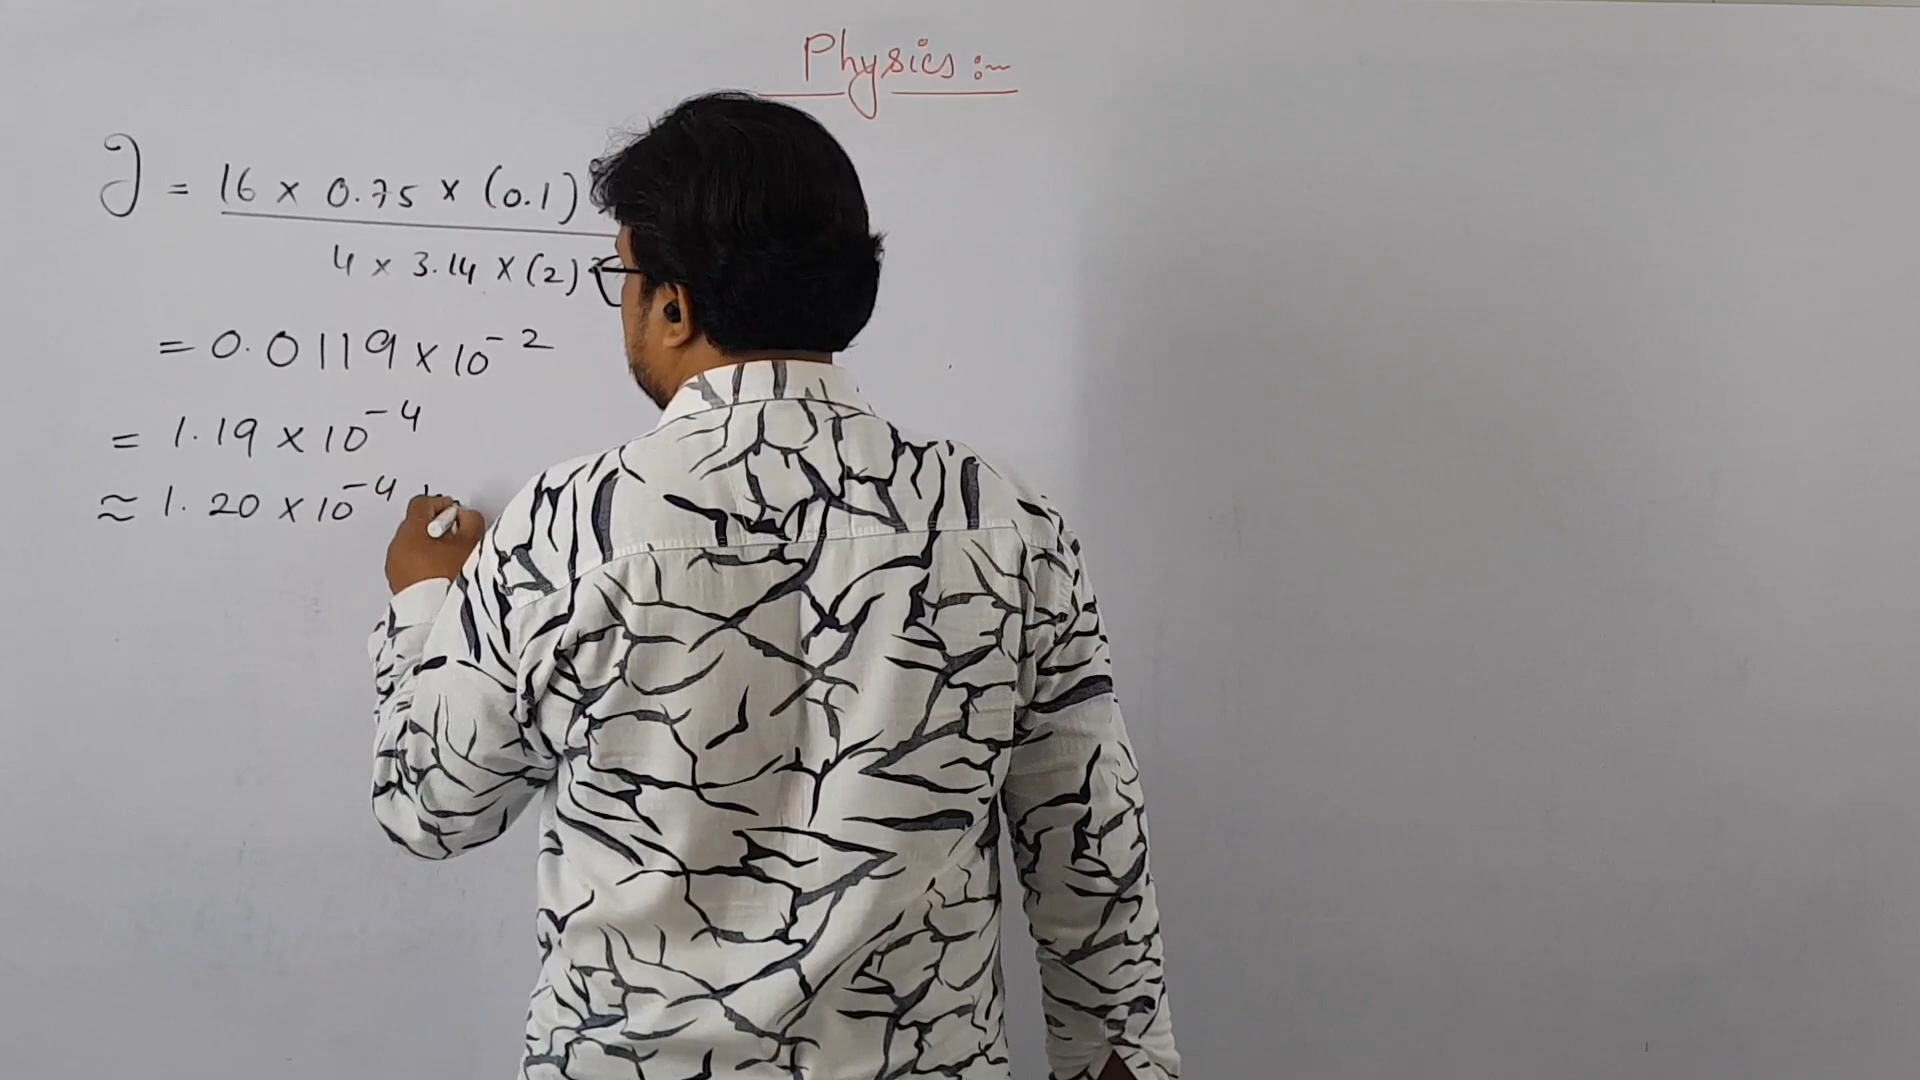 Physics :-
J = 16 × 0.75 × (0.1)
4 × 3.14 × (2)²
= 0.0119 × 10⁻²
= 1.19 × 10⁻⁴
≈ 1.20 × 10⁻⁴